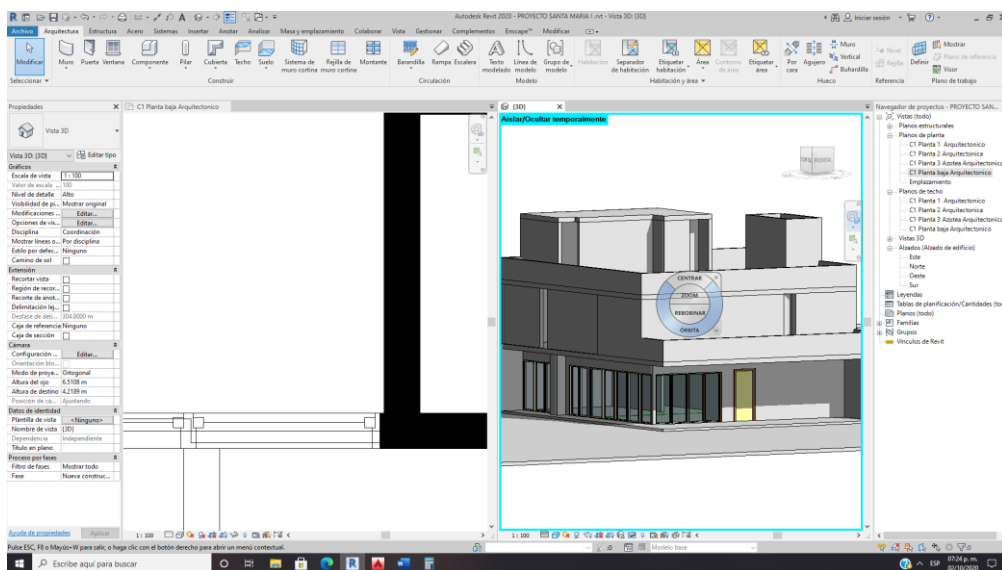 Autodesk Revit 2020 - PROYECTO SANTA MARIA I .rvt - Vista 3D: {3D}
Iniciar sesión
Archivo Arquitectura Estructura Acero Sistemas Insertar Anotar Analizar Masa y emplazamiento Colaborar Vista Gestionar Complementos Enscape™ Modificar
Modificar Muro Puerta Ventana Componente Pilar Cubierta Techo Suelo Sistema de muro cortina Rejilla de muro cortina Montante Barandilla Rampa Escalera Texto modelado Línea de modelo Grupo de modelo Habitación Separador de habitación Etiquetar habitación Área Contorno de área Etiquetar área Por cara Agujero Muro Vertical Buhardilla Nivel Rejilla Definir Mostrar Plano de referencia Visor
Seleccionar Construir Circulación Modelo Habitación y área Hueco Referencia Plano de trabajo
Propiedades
C1 Planta baja Arquitectonico
{3D}
Navegador de proyectos - PROYECTO SAN...
Vista 3D
Vista 3D: {3D} Editar tipo
Gráficos
Escala de vista 1 : 100
Valor de escala ... 100
Nivel de detalle Alto
Visibilidad de pi... Mostrar original
Modificaciones ... Editar...
Opciones de vis... Editar...
Disciplina Coordinación
Mostrar líneas o... Por disciplina
Estilo por defec... Ninguno
Camino de sol
Extensión
Recortar vista
Región de recor...
Recorte de anot...
Delimitación lej...
Desfase de deli... 304.8000 m
Caja de referencia Ninguno
Caja de sección
Cámara
Configuración ... Editar...
Orientación blo...
Modo de proye... Ortogonal
Altura del ojo 6.5108 m
Altura de destino 4.2189 m
Posición de cá... Ajustando
Datos de identidad
Plantilla de vista <Ninguno>
Nombre de vista {3D}
Dependencia Independiente
Título en plano
Proceso por fases
Filtro de fases Mostrar todo
Fase Nueva construc...
Ayuda de propiedades Aplicar
1 : 100
Aislar/Ocultar temporalmente
CENTRAR
ZOOM
REBOBINAR
ÓRBITA
1 : 100
Vistas (todo)
Planos estructurales
Planos de planta
C1 Planta 1 Arquitectonico
C1 Planta 2 Arquitectonica
C1 Planta 3 Azotea Arquitectonic
C1 Planta baja Arquitectonico
Emplazamiento
Planos de techo
C1 Planta 1 Arquitectonico
C1 Planta 2 Arquitectonica
C1 Planta 3 Azotea Arquitectonic
C1 Planta baja Arquitectonico
Vistas 3D
Alzados (Alzado de edificio)
Este
Norte
Oeste
Sur
Leyendas
Tablas de planificación/Cantidades (to
Planos (todo)
Familias
Grupos
Vínculos de Revit
Pulse ESC, F8 o Mayús+W para salir, o haga clic con el botón derecho para abrir un menú contextual.
Modelo base
Escribe aquí para buscar
ESP
07:24 p. m.
02/10/2020